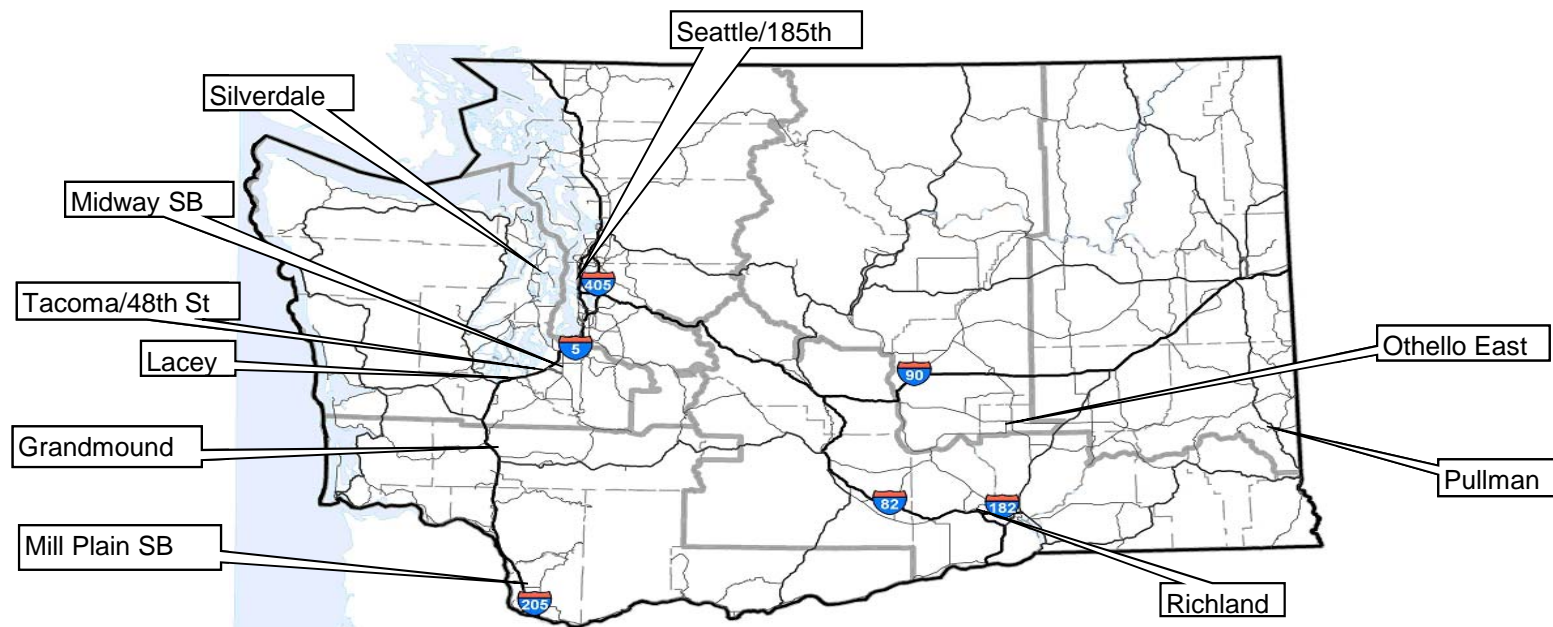 Seattle/185th
Silverdale
Midway SB
405
Tacoma/48th St
5
Othello East
Lacey
90
Grandmound
Pullman
82
182
Mill Plain SB
205
Richland